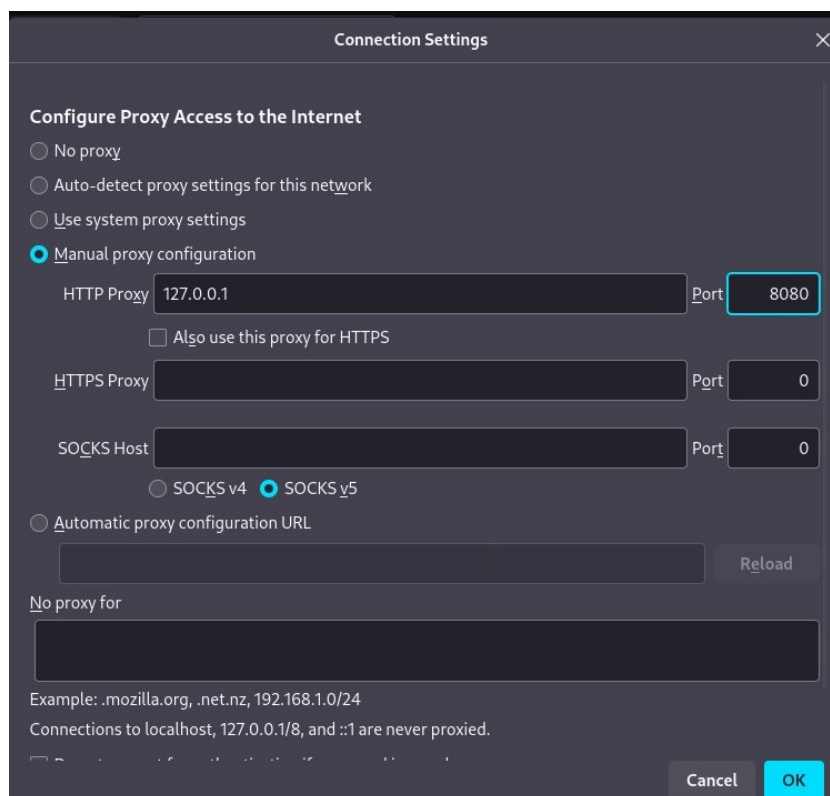 Connection Settings
Configure Proxy Access to the Internet
No proxy
Auto-detect proxy settings for this network
Use system proxy settings
Manual proxy configuration
HTTP Proxy 127.0.0.1 Port 8080
Also use this proxy for HTTPS
HTTPS Proxy Port 0
SOCKS Host Port 0
SOCKS v4 SOCKS v5
Automatic proxy configuration URL
Reload
No proxy for
Example: .mozilla.org, .net.nz, 192.168.1.0/24
Connections to localhost, 127.0.0.1/8, and ::1 are never proxied.
Cancel OK